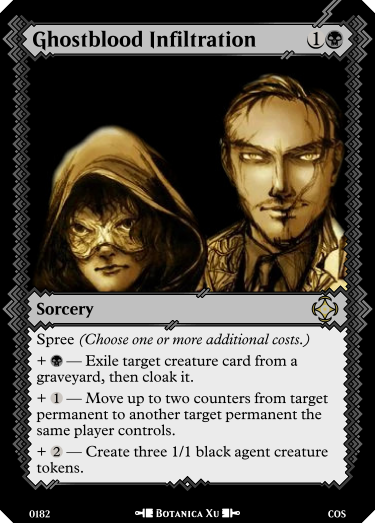 Ghostblood Infiltration 1
Sorcery
Spree (Choose one or more additional costs.)
+ — Exile target creature card from a
graveyard, then cloak it.
+ 1 — Move up to two counters from target
permanent to another target permanent the
same player controls.
+ 2 — Create three 1/1 black agent creature
tokens.
0182 Botanica Xu COS